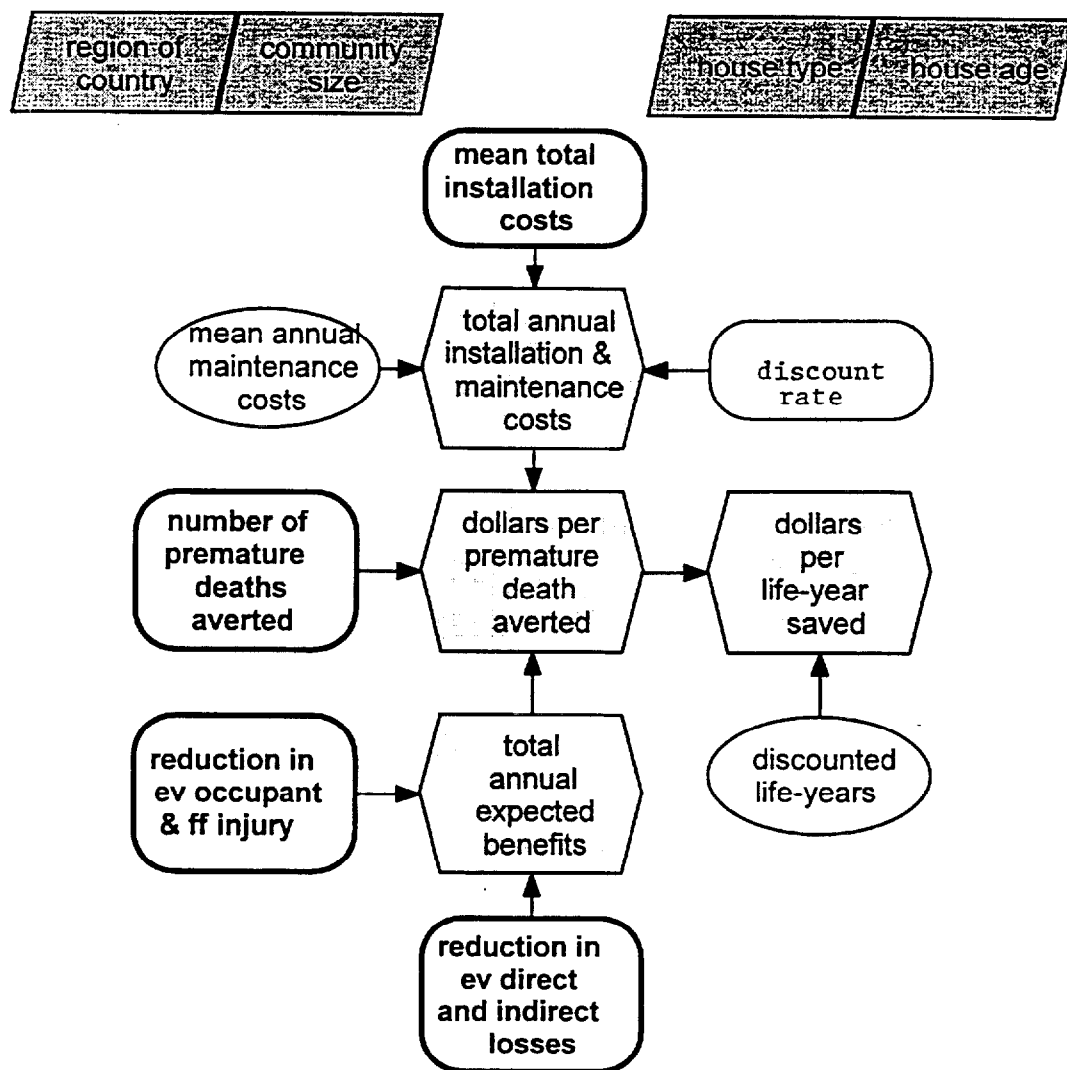 region of
country
community
size
house type
house age
mean total
installation
costs
mean annual
maintenance
costs
total annual
installation &
maintenance
costs
discount
rate
number of
premature
deaths
averted
dollars per
premature
death
averted
dollars
per
life-year
saved
reduction in
ev occupant
& ff injury
total
annual
expected
benefits
discounted
life-years
reduction in
ev direct
and indirect
losses